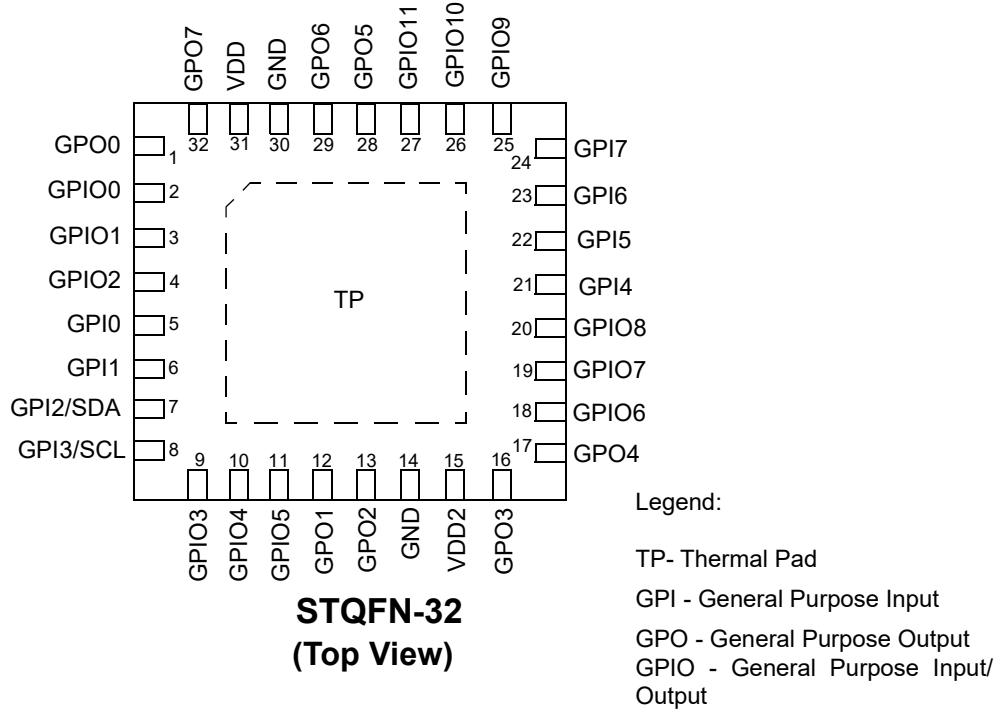 GPO7
VDD
GND
GPO6
GPO5
GPIO11
GPIO10
GPIO9
32
31
30
29
28
27
26
25
GPO0
1
GPIO0
2
GPIO1
3
GPIO2
4
GPI0
5
GPI1
6
GPI2/SDA
7
GPI3/SCL
8
TP
24
GPI7
23
GPI6
22
GPI5
21
GPI4
20
GPIO8
19
GPIO7
18
GPIO6
17
GPO4
9
10
11
12
13
14
15
16
GPIO3
GPIO4
GPIO5
GPO1
GPO2
GND
VDD2
GPO3
STQFN-32
(Top View)
Legend:
TP- Thermal Pad
GPI - General Purpose Input
GPO - General Purpose Output
GPIO - General Purpose Input/
Output